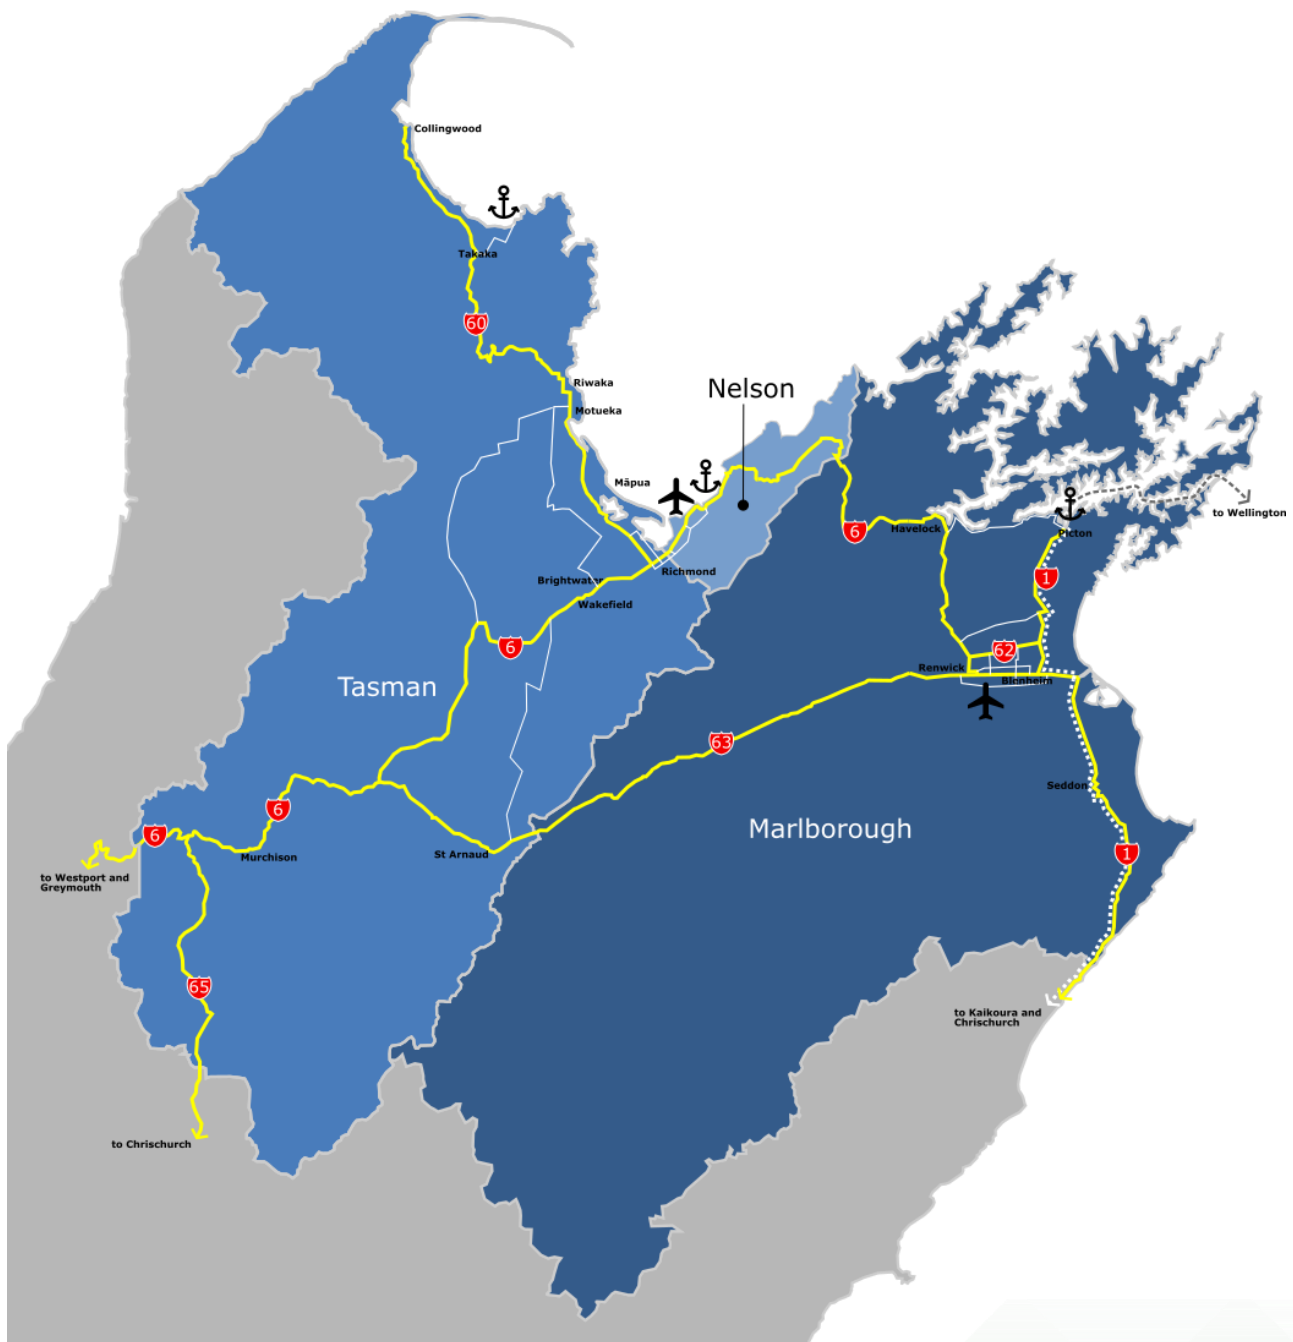 Collingwood
Takaka
60
Riwaka
Nelson
Motueka
Māpua
to Wellington
6
Havelock
Picton
Richmond
1
Brightwater
Wakefield
6
62
Renwick
Blenheim
Tasman
63
Seddon
6
Marlborough
6
1
St Arnaud
Murchison
to Westport and
Greymouth
65
to Kaikoura and
Chrischurch
to Chrischurch